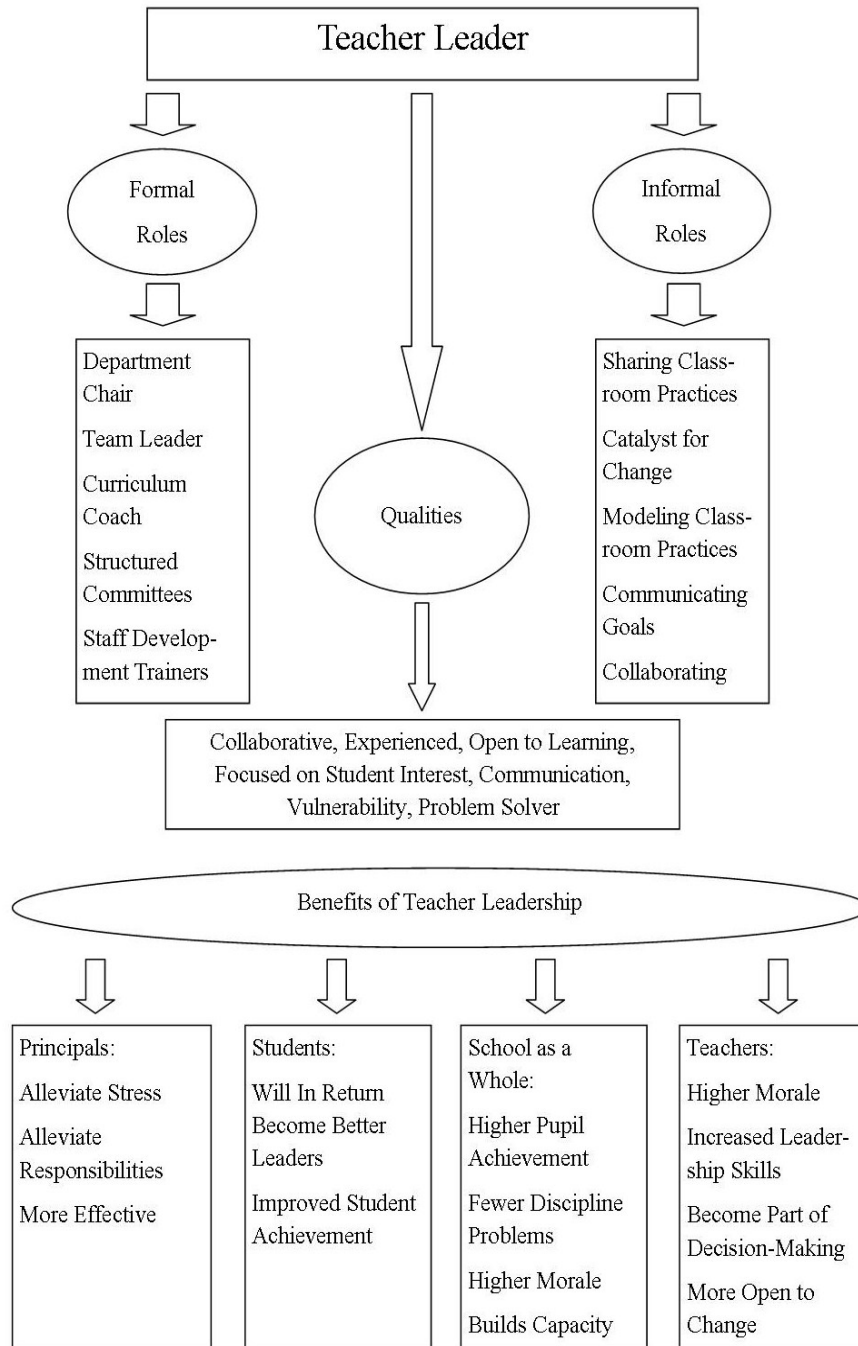 Teacher Leader
Formal
Roles
Informal
Roles
Department
Chair
Team Leader
Curriculum
Coach
Structured
Committees
Staff Develop-
ment Trainers
Qualities
Sharing Class-
room Practices
Catalyst for
Change
Modeling Class-
room Practices
Communicating
Goals
Collaborating
Collaborative, Experienced, Open to Learning,
Focused on Student Interest, Communication,
Vulnerability, Problem Solver
Benefits of Teacher Leadership
Principals:
Alleviate Stress
Alleviate
Responsibilities
More Effective
Students:
Will In Return
Become Better
Leaders
Improved Student
Achievement
School as a
Whole:
Higher Pupil
Achievement
Fewer Discipline
Problems
Higher Morale
Builds Capacity
Teachers:
Higher Morale
Increased Leader-
ship Skills
Become Part of
Decision-Making
More Open to
Change